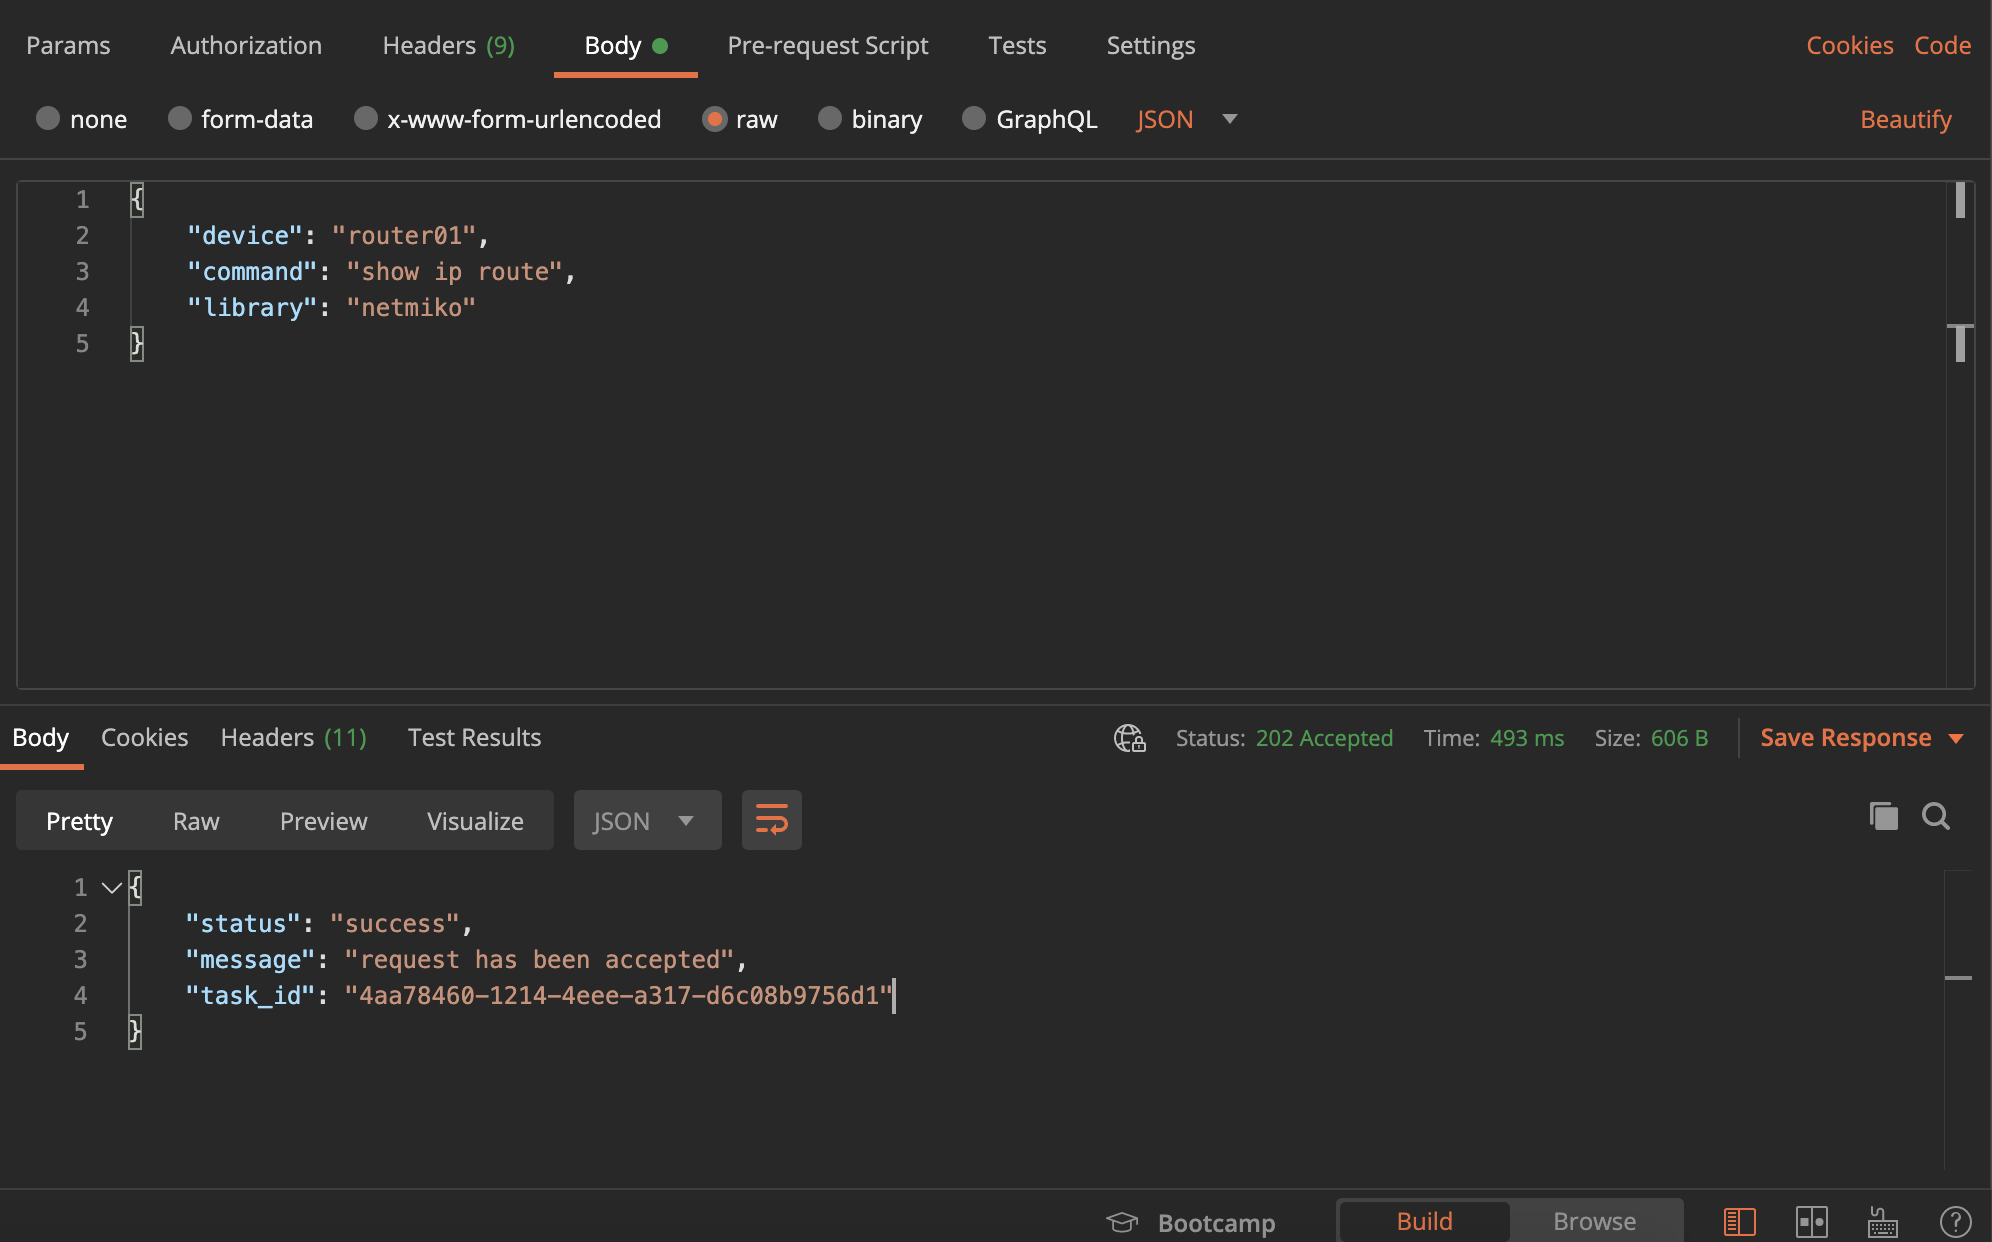 Params Authorization Headers (9) Body Pre-request Script Tests Settings Cookies Code
none form-data x-www-form-urlencoded raw binary GraphQL JSON Beautify
1 {
2 "device": "router01",
3 "command": "show ip route",
4 "library": "netmiko"
5 }
Body Cookies Headers (11) Test Results Status: 202 Accepted Time: 493 ms Size: 606 B Save Response
Pretty Raw Preview Visualize JSON
1 {
2 "status": "success",
3 "message": "request has been accepted",
4 "task_id": "4aa78460-1214-4eee-a317-d6c08b9756d1"
5 }
Bootcamp Build Browse ?